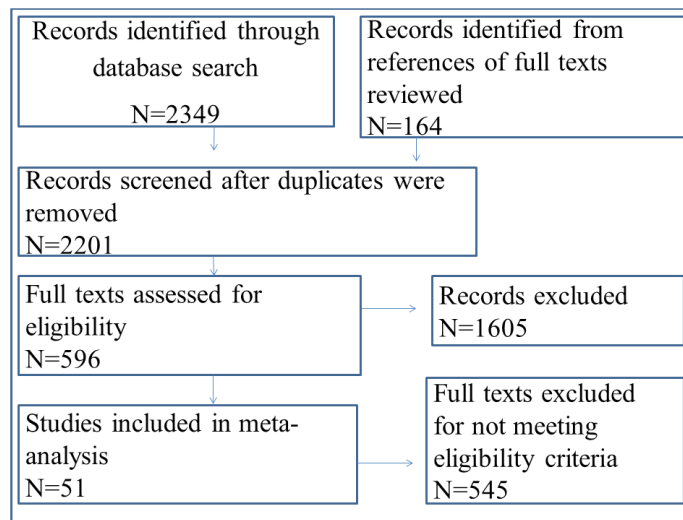 Records identified through
database search
N=2349
Records identified from
references of full texts
reviewed
N=164
Records screened after duplicates were
removed
N=2201
Full texts assessed for
eligibility
N=596
Records excluded
N=1605
Studies included in meta-
analysis
N=51
Full texts excluded
for not meeting
eligibility criteria
N=545